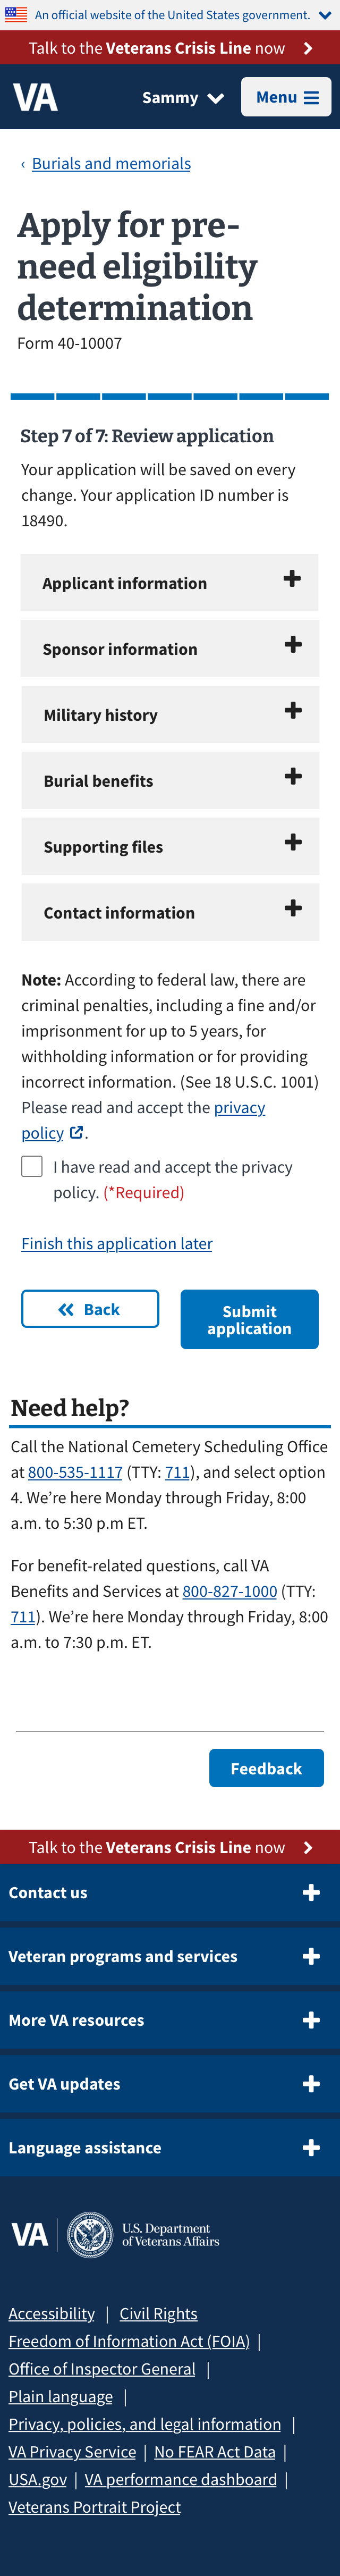 An official website of the United States government.
Talk to the Veterans Crisis Line now
VA Sammy Menu
‹ Burials and memorials
Apply for pre-
need eligibility
determination
Form 40-10007
Step 7 of 7: Review application
Your application will be saved on every
change. Your application ID number is
18490.
Applicant information
Sponsor information
Military history
Burial benefits
Supporting files
Contact information
Note: According to federal law, there are
criminal penalties, including a fine and/or
imprisonment for up to 5 years, for
withholding information or for providing
incorrect information. (See 18 U.S.C. 1001)
Please read and accept the privacy
policy .
I have read and accept the privacy
policy. (*Required)
Finish this application later
Back
Submit
application
Need help?
Call the National Cemetery Scheduling Office
at 800-535-1117 (TTY: 711), and select option
4. We’re here Monday through Friday, 8:00
a.m. to 5:30 p.m ET.
For benefit-related questions, call VA
Benefits and Services at 800-827-1000 (TTY:
711). We’re here Monday through Friday, 8:00
a.m. to 7:30 p.m. ET.
Feedback
Talk to the Veterans Crisis Line now
Contact us
Veteran programs and services
More VA resources
Get VA updates
Language assistance
VA | U.S. Department
of Veterans Affairs
Accessibility | Civil Rights
Freedom of Information Act (FOIA) |
Office of Inspector General |
Plain language |
Privacy, policies, and legal information |
VA Privacy Service | No FEAR Act Data |
USA.gov | VA performance dashboard |
Veterans Portrait Project